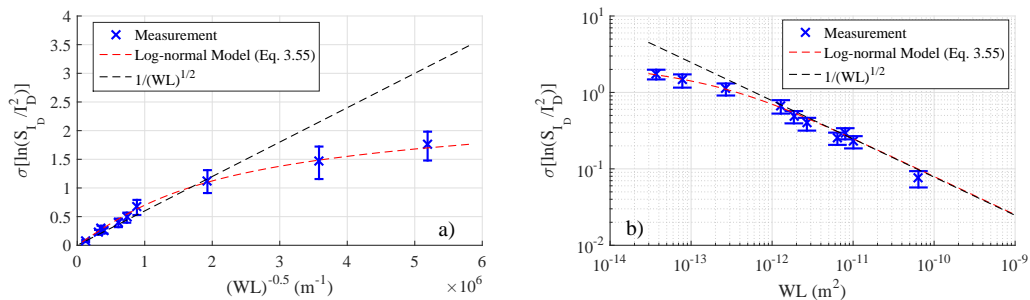 4
3.5
3
2.5
2
1.5
1
0.5
0
σ[ln(S_{I_D}/I_D^2)]
Measurement
Log-normal Model (Eq. 3.55)
1/(WL)^{1/2}
a)
0 1 2 3 4 5 6
(WL)^{-0.5} (m^{-1})
×10^6
10^1
10^0
10^{-1}
10^{-2}
σ[ln(S_{I_D}/I_D^2)]
Measurement
Log-normal Model (Eq. 3.55)
1/(WL)^{1/2}
b)
10^{-14} 10^{-13} 10^{-12} 10^{-11} 10^{-10} 10^{-9}
WL (m^2)